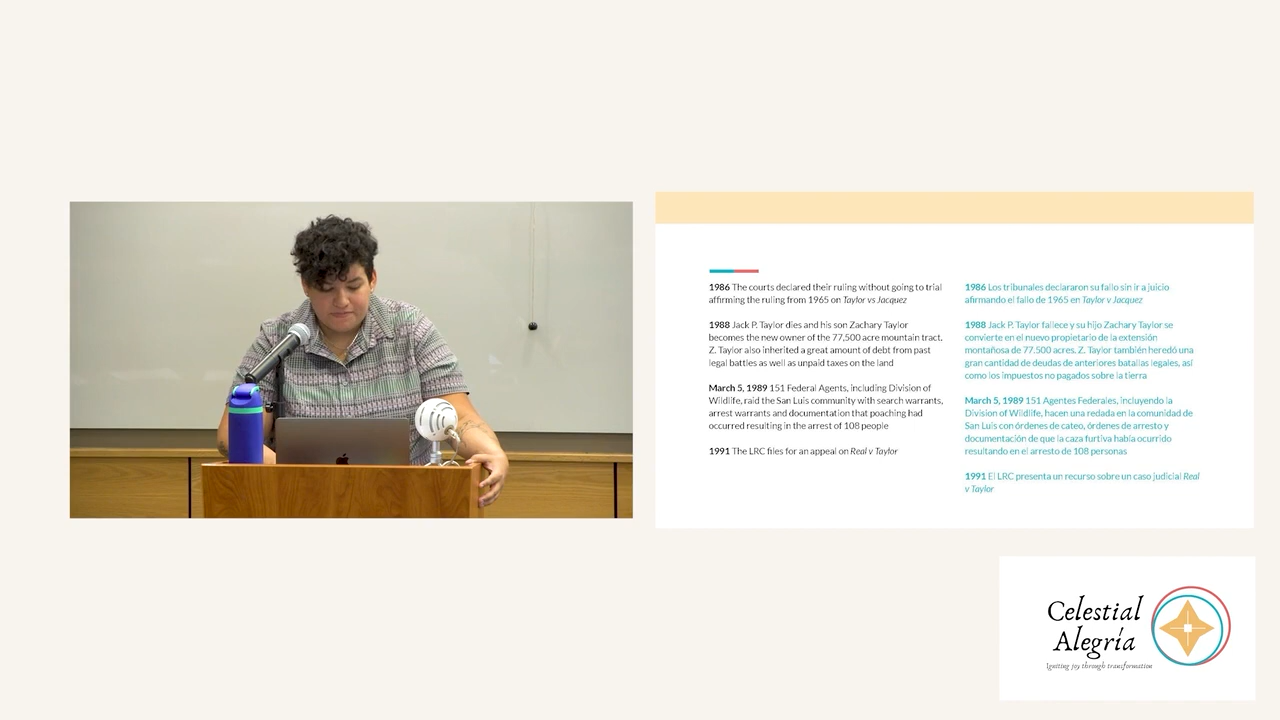 1986 The courts declared their ruling without going to trial
affirming the ruling from 1965 on Taylor vs Jacquez
1988 Jack P. Taylor dies and his son Zachary Taylor
becomes the new owner of the 77,500 acre mountain tract.
Z. Taylor also inherited a great amount of debt from past
legal battles as well as unpaid taxes on the land
March 5, 1989 151 Federal Agents, including Division of
Wildlife, raid the San Luis community with search warrants,
arrest warrants and documentation that poaching had
occurred resulting in the arrest of 108 people
1991 The LRC files for an appeal on Real v Taylor
1986 Los tribunales declararon su fallo sin ir a juicio
afirmando el fallo de 1965 en Taylor v Jacquez
1988 Jack P. Taylor fallece y su hijo Zachary Taylor se
convierte en el nuevo propietario de la extensión
montañosa de 77.500 acres. Z. Taylor también heredó una
gran cantidad de deudas de anteriores batallas legales, así
como los impuestos no pagados sobre la tierra
March 5, 1989 151 Agentes Federales, incluyendo la
Division of Wildlife, hacen una redada en la comunidad de
San Luis con órdenes de cateo, órdenes de arresto y
documentación de que la caza furtiva había ocurrido
resultando en el arresto de 108 personas
1991 El LRC presenta un recurso sobre un caso judicial Real
v Taylor
Celestial
Alegría
Igniting joy through transformation